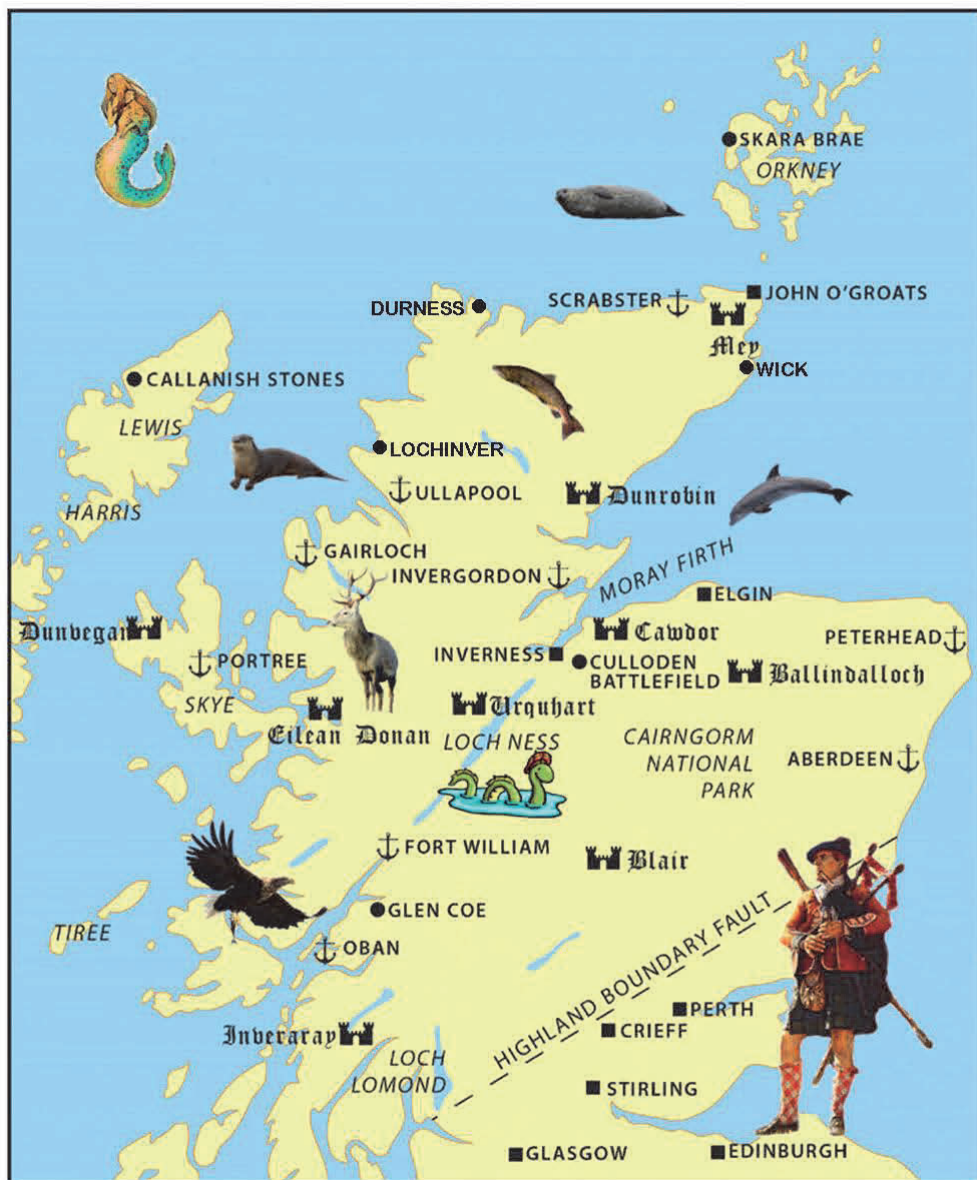 SKARA BRAE
ORKNEY
DURNESS
SCRABSTER
JOHN O'GROATS
Mey
WICK
CALLANISH STONES
LEWIS
LOCHINVER
HARRIS
ULLAPOOL
Dunrobin
GAIRLOCH
INVERGORDON
MORAY FIRTH
ELGIN
Dunvegan
Cawdor
PETERHEAD
PORTREE
INVERNESS
CULLODEN
BATTLEFIELD
Ballindalloch
SKYE
Urquhart
Eilean Donan
LOCH NESS
CAIRNGORM
NATIONAL
PARK
ABERDEEN
FORT WILLIAM
Blair
GLEN COE
TIREE
OBAN
HIGHLAND BOUNDARY FAULT
PERTH
Inveraray
CRIEFF
LOCH
LOMOND
STIRLING
GLASGOW
EDINBURGH